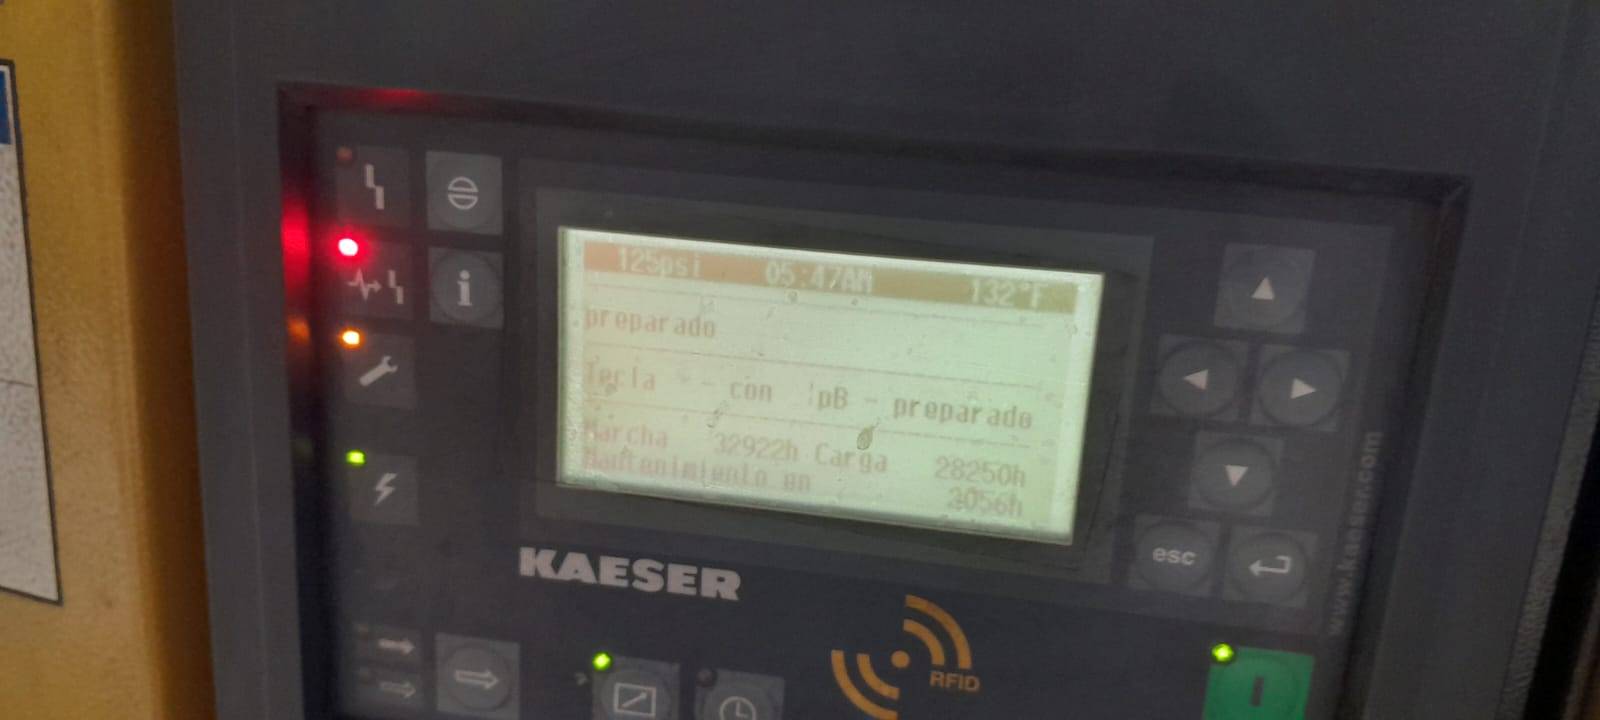 125psi 05:47AM 132°F
preparado
Tecla - - con pB - preparado
Marcha 32922h Carga 28250h
Mantenimiento en 2056h
esc
KAESER
www.kaeser.com
RFID